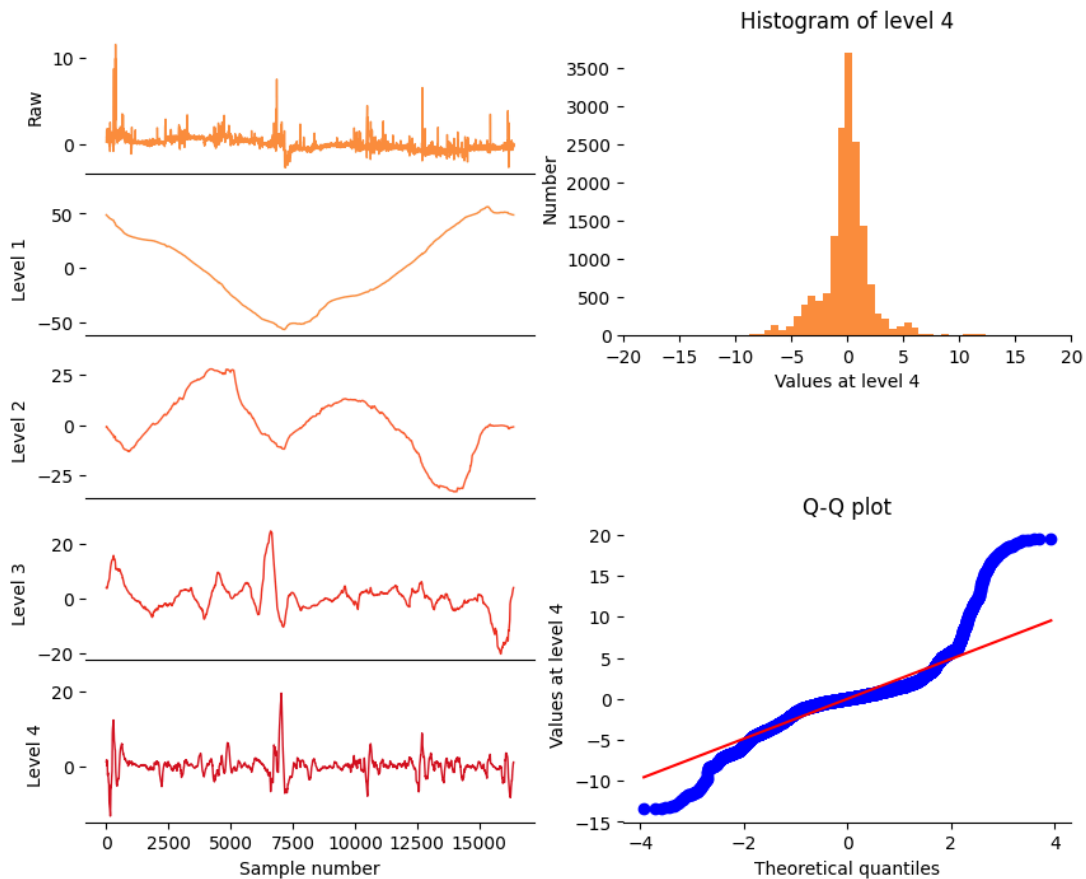 Raw
10
0
Level 1
50
0
−50
Level 2
25
0
−25
Level 3
20
0
−20
Level 4
20
0
0 2500 5000 7500 10000 12500 15000
Sample number
Histogram of level 4
Number
3500
3000
2500
2000
1500
1000
500
0
−20 −15 −10 −5 0 5 10 15 20
Values at level 4
Q-Q plot
Values at level 4
20
15
10
5
0
−5
−10
−15
−4 −2 0 2 4
Theoretical quantiles